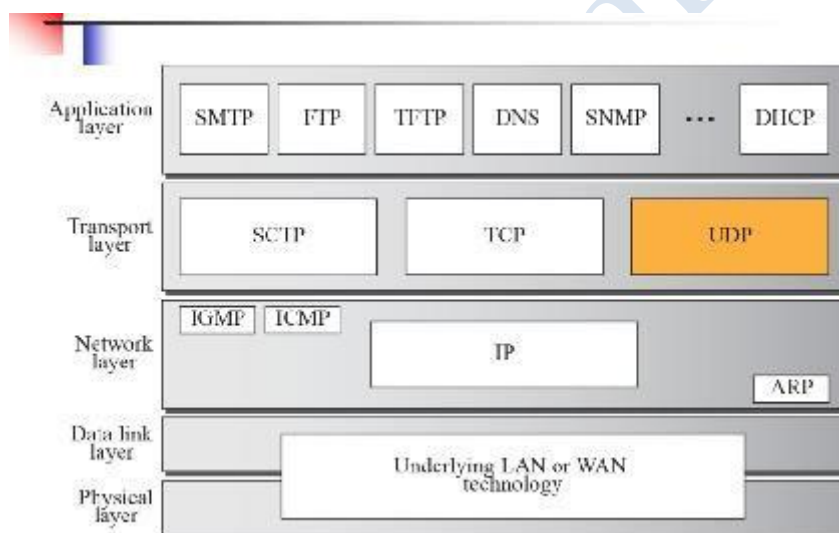 Application
layer
SMTP
FTP
TFTP
DNS
SNMP
...
DHCP
Transport
layer
SCTP
TCP
UDP
IGMP
ICMP
Network
layer
IP
ARP
Data link
layer
Underlying LAN or WAN
technology
Physical
layer